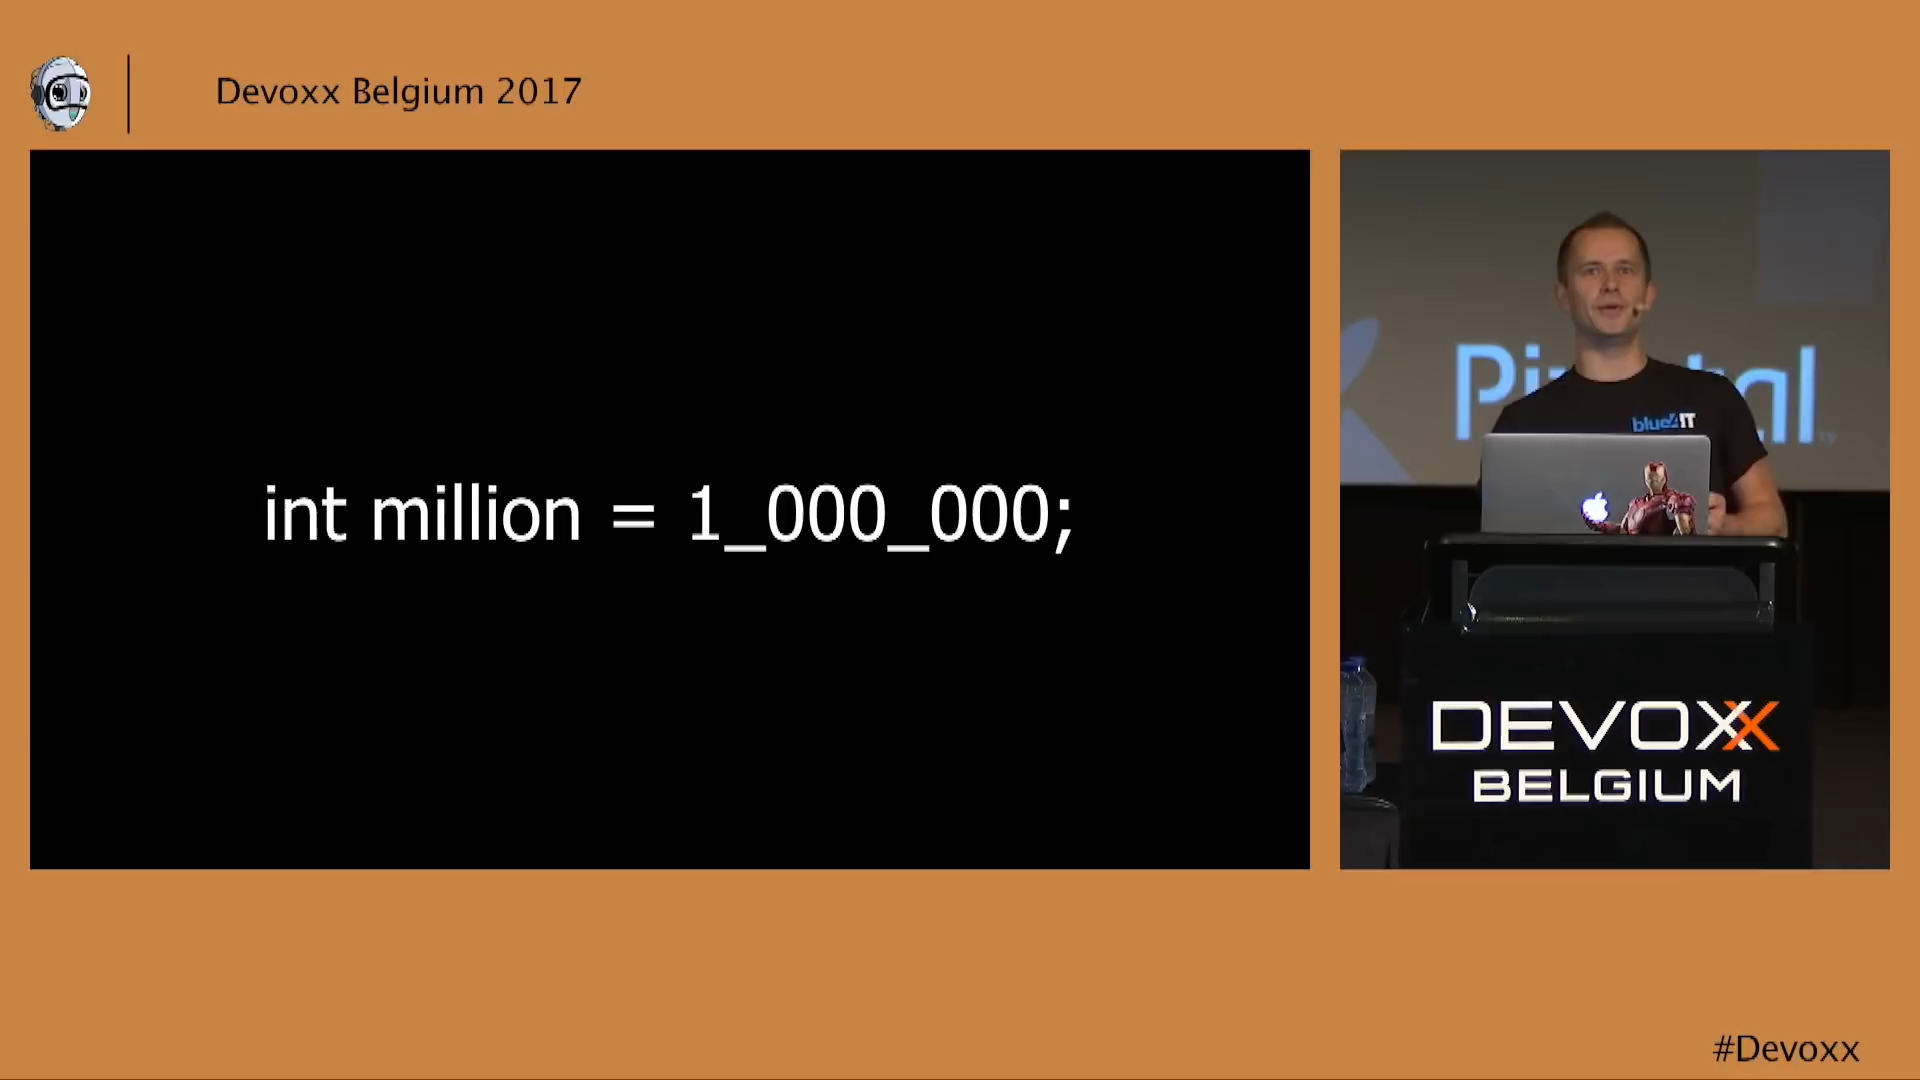 Devoxx Belgium 2017
int million = 1_000_000;
blue4IT
DEVOXX
BELGIUM
#Devoxx